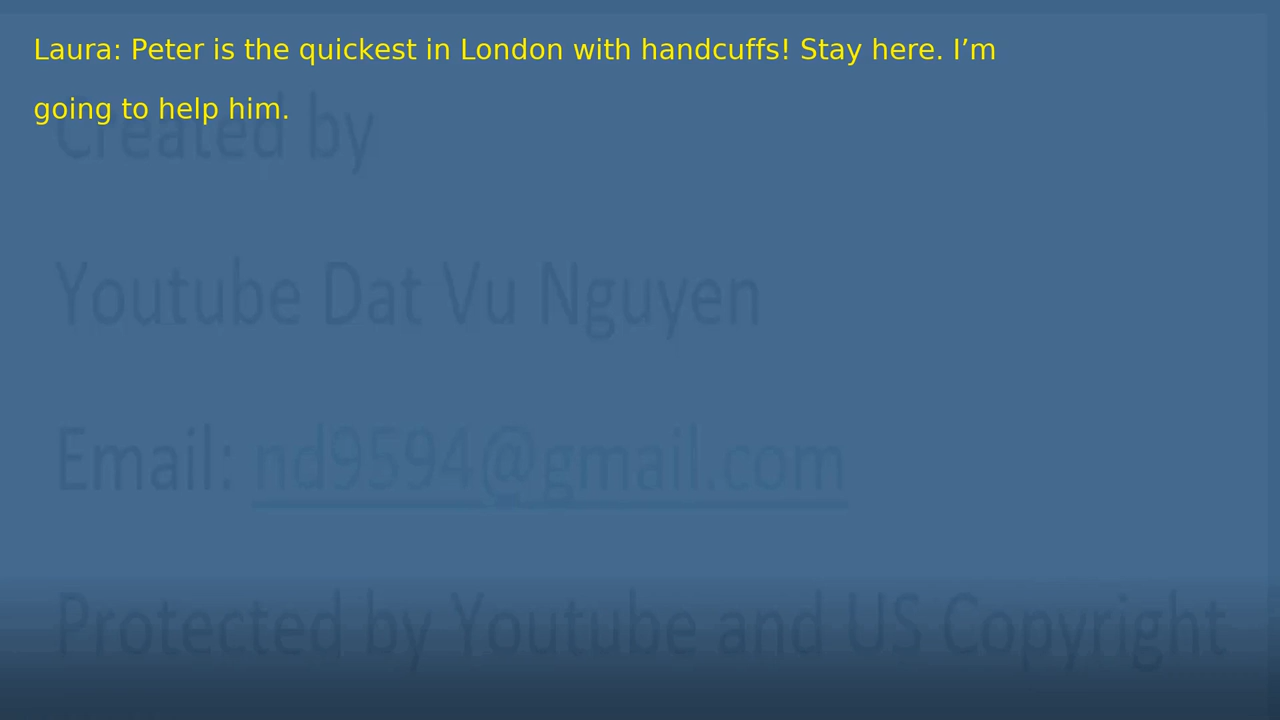 Laura: Peter is the quickest in London with handcuffs! Stay here. I’m
going to help him.
Created by
Youtube Dat Vu Nguyen
Email: nd9594@gmail.com
Protected by Youtube and US Copyright